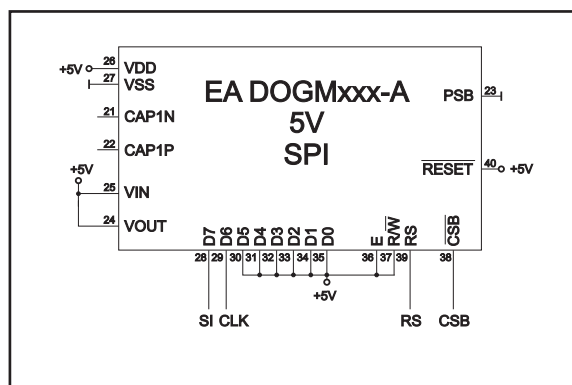 +5V
26
VDD
27
VSS
21
CAP1N
22
CAP1P
+5V
25
VIN
24
VOUT
EA DOGMxxx-A
5V
SPI
PSB
23
RESET
40
+5V
D7
D6
D5
D4
D3
D2
D1
D0
E
R/W
RS
CSB
28
29
30
31
32
33
34
35
36
37
39
38
+5V
SI CLK
RS
CSB